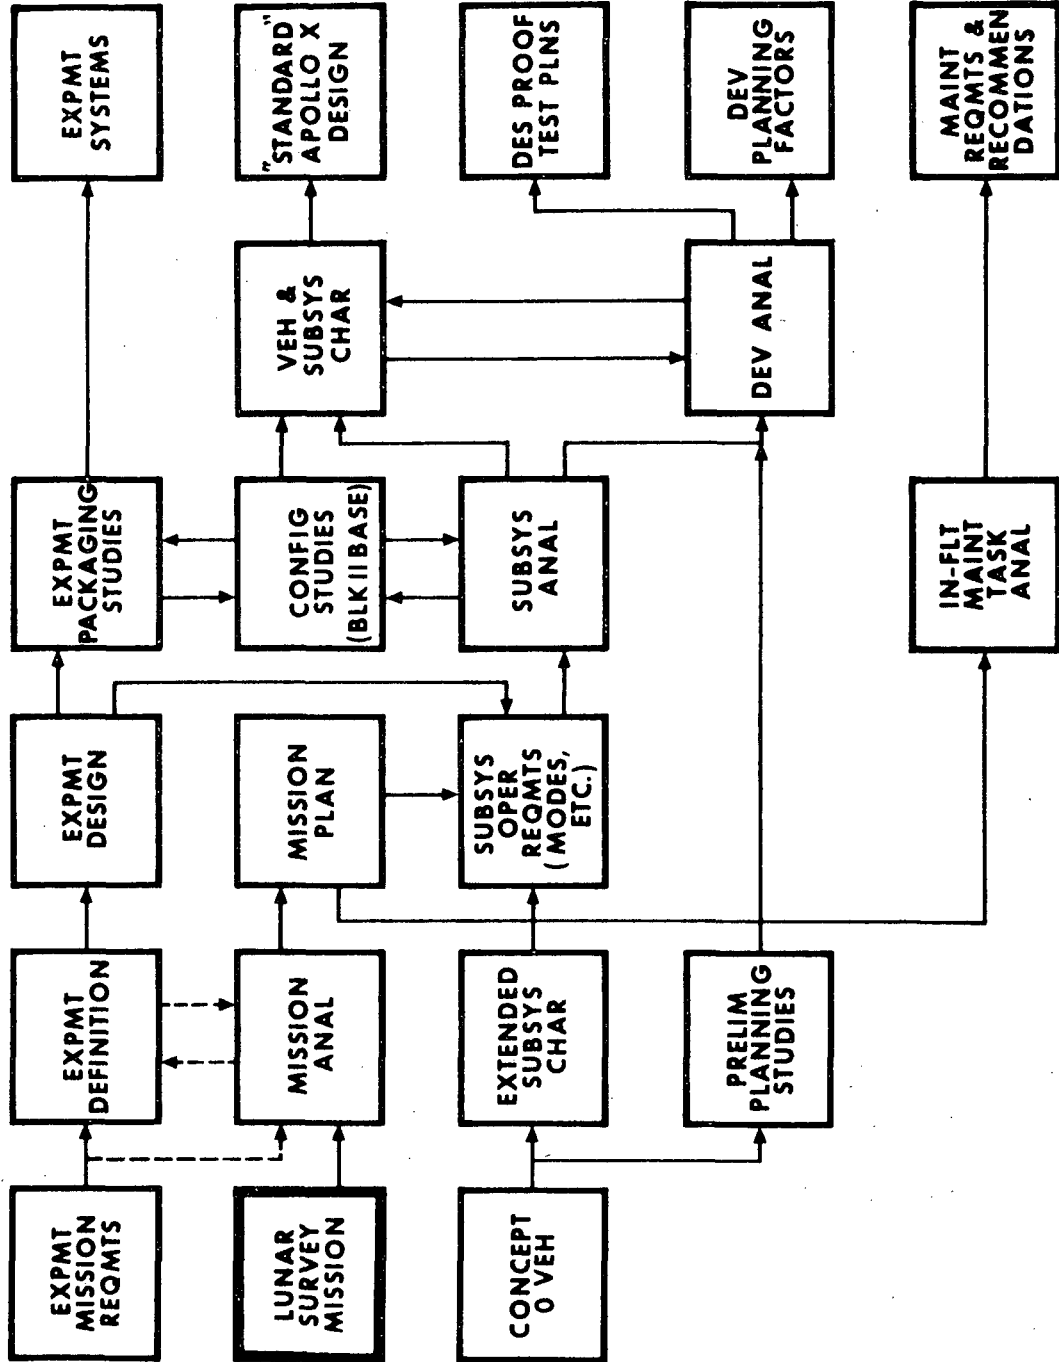 EXPMT
MISSION
REQMTS
EXPMT
DEFINITION
EXPMT
DESIGN
EXPMT
PACKAGING
STUDIES
EXPMT
SYSTEMS
LUNAR
SURVEY
MISSION
MISSION
ANAL
MISSION
PLAN
CONFIG
STUDIES
(BLK II BASE)
VEH &
SUBSYS
CHAR
"STANDARD"
APOLLO X
DESIGN
CONCEPT
O VEH
EXTENDED
SUBSYS
CHAR
SUBSYS
OPER
REQMTS
(MODES,
ETC.)
SUBSYS
ANAL
DES PROOF
TEST PLNS
PRELIM
PLANNING
STUDIES
DEV ANAL
DEV
PLANNING
FACTORS
IN-FLT
MAINT
TASK
ANAL
MAINT
REQMTS &
RECOMMEN
DATIONS